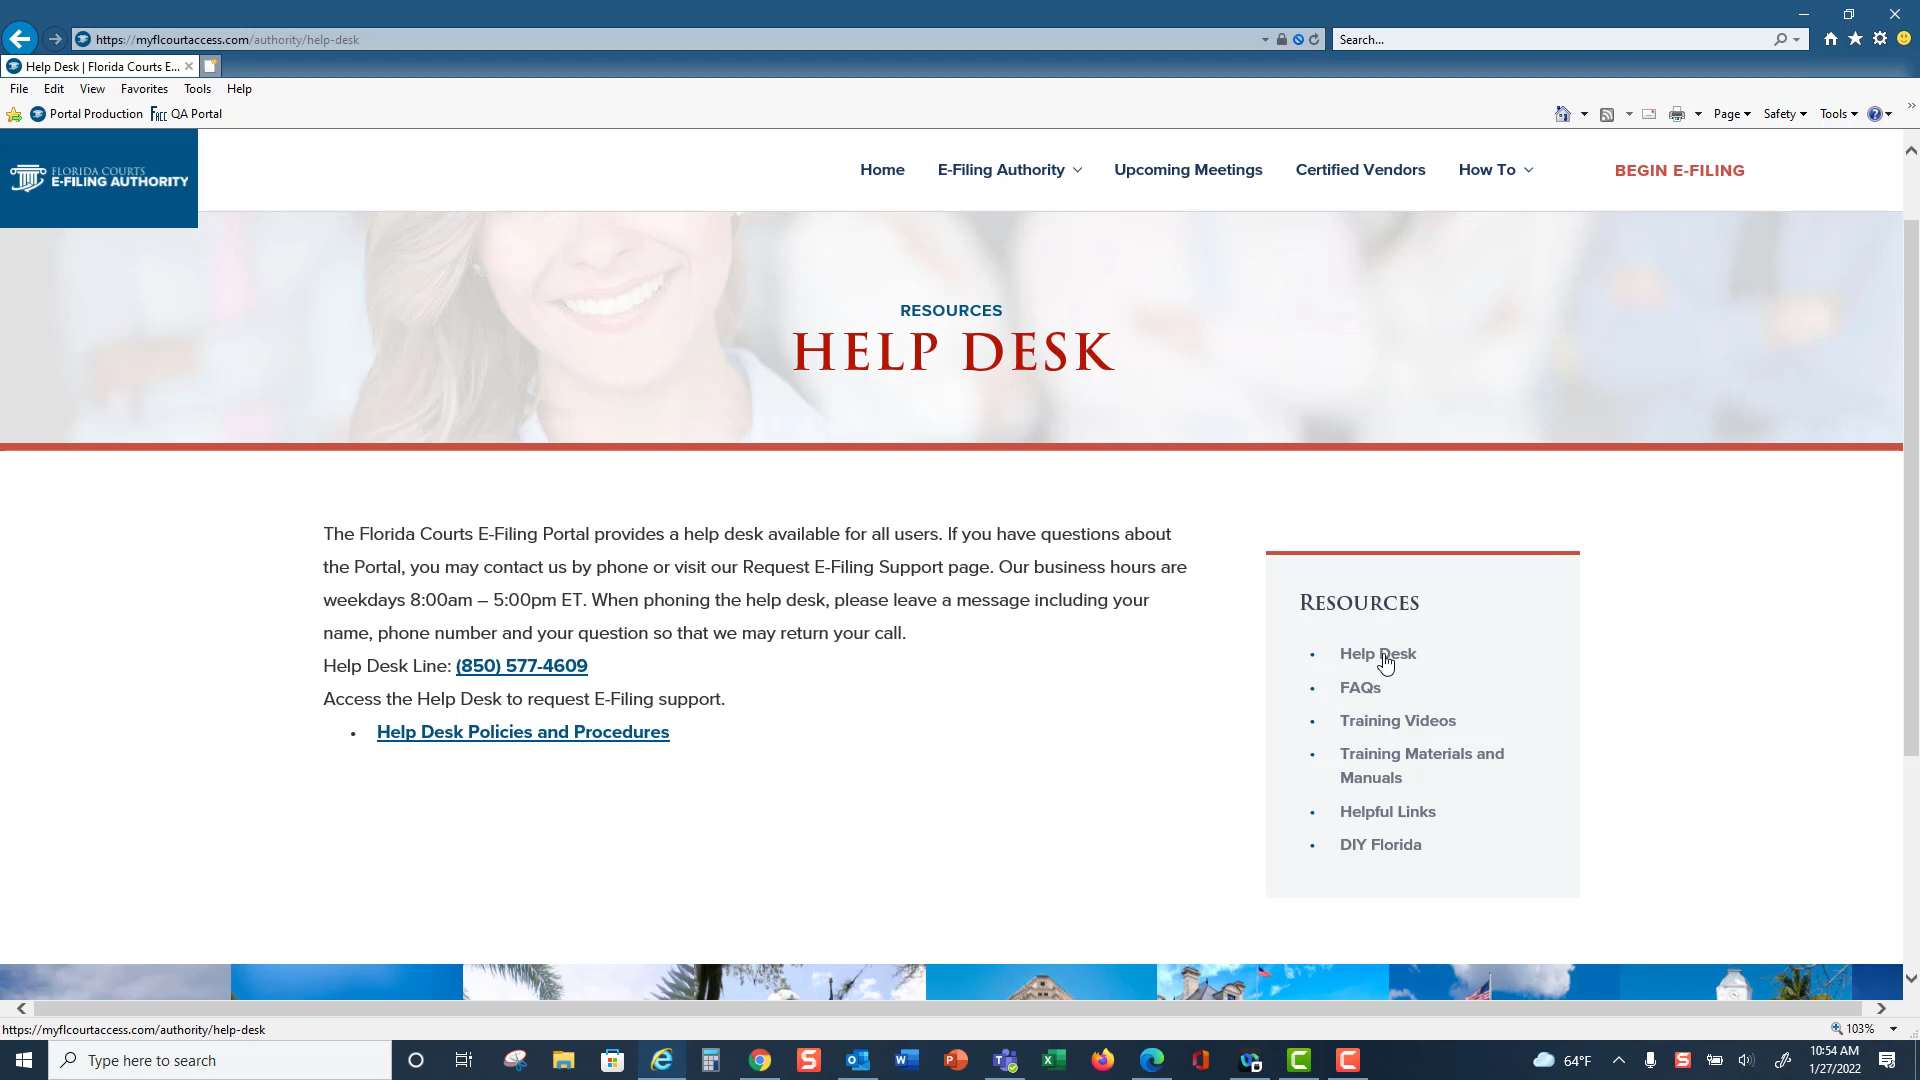 https://myflcourtaccess.com/authority/help-desk
Search...
Help Desk | Florida Courts E...
File Edit View Favorites Tools Help
Portal Production FACC QA Portal
Page Safety Tools
FLORIDA COURTS
E-FILING AUTHORITY
Home E-Filing Authority Upcoming Meetings Certified Vendors How To BEGIN E-FILING
RESOURCES
HELP DESK
The Florida Courts E-Filing Portal provides a help desk available for all users. If you have questions about
the Portal, you may contact us by phone or visit our Request E-Filing Support page. Our business hours are
weekdays 8:00am – 5:00pm ET. When phoning the help desk, please leave a message including your
name, phone number and your question so that we may return your call.
Help Desk Line: (850) 577-4609
Access the Help Desk to request E-Filing support.
• Help Desk Policies and Procedures
RESOURCES
• Help Desk
• FAQs
• Training Videos
• Training Materials and
Manuals
• Helpful Links
• DIY Florida
https://myflcourtaccess.com/authority/help-desk
103%
Type here to search
64°F
10:54 AM
1/27/2022